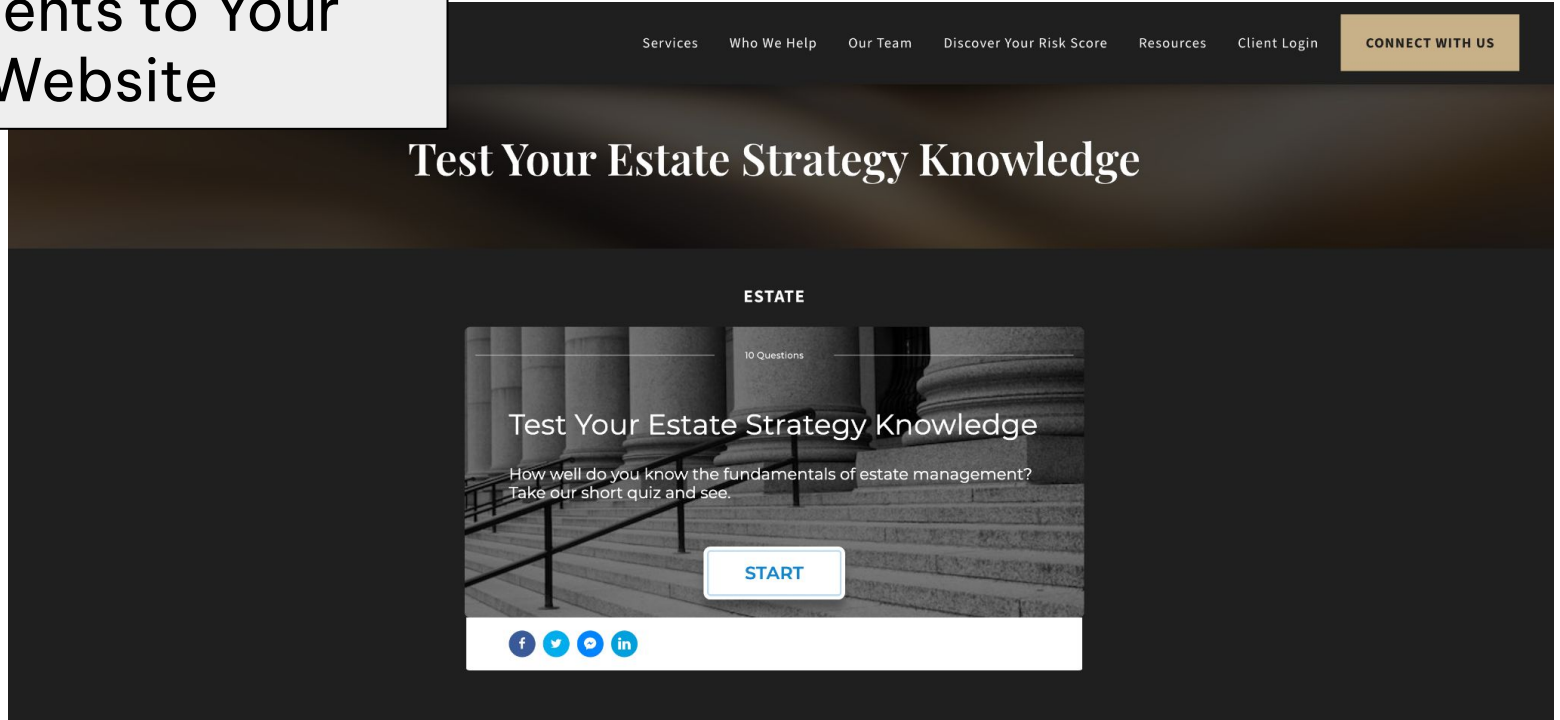 to Your
Website
Services Who We Help Our Team Discover Your Risk Score Resources Client Login CONNECT WITH US
Test Your Estate Strategy Knowledge
ESTATE
10 Questions
Test Your Estate Strategy Knowledge
How well do you know the fundamentals of estate management?
Take our short quiz and see.
START